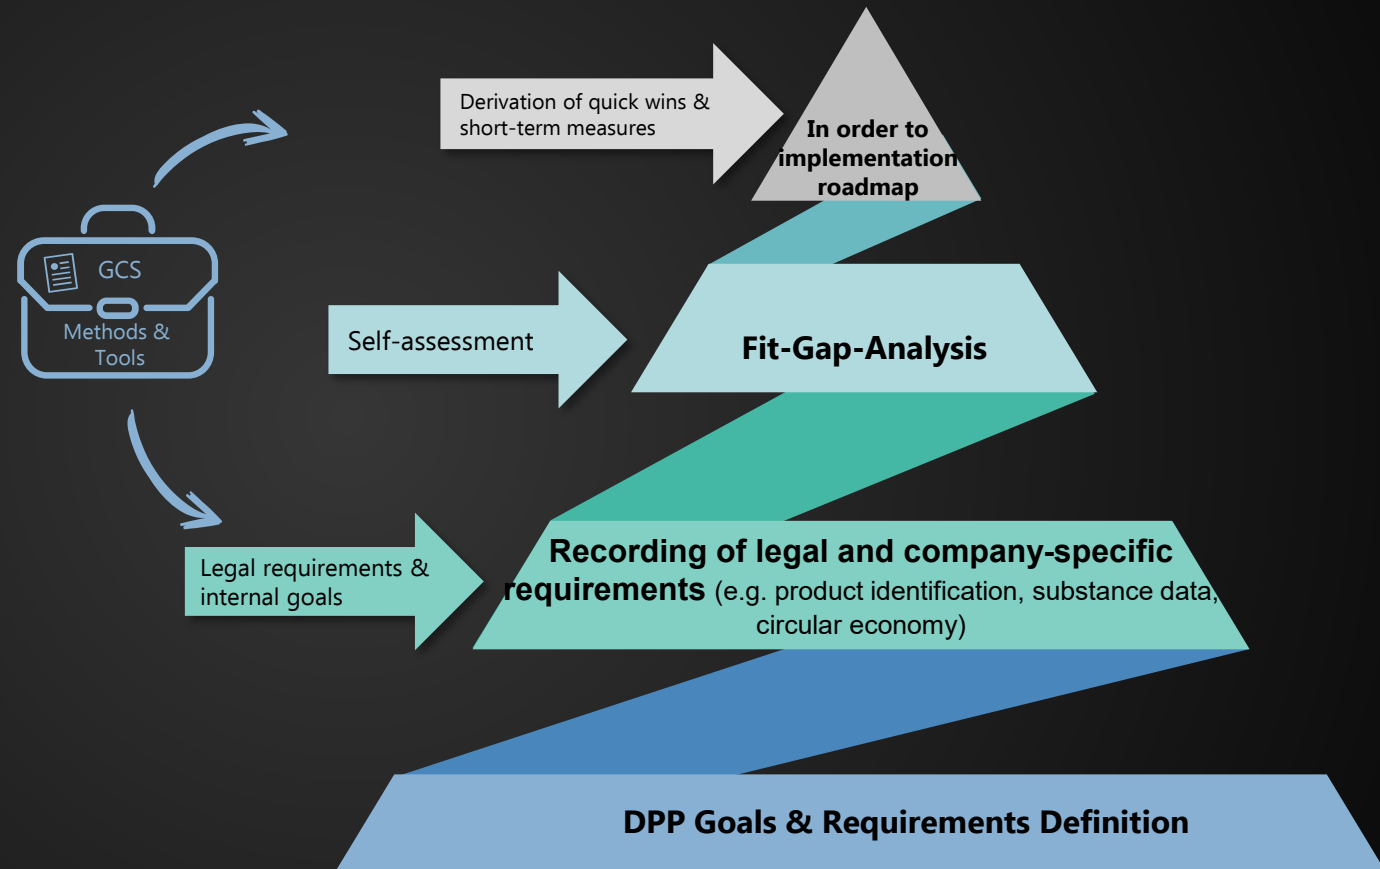 Derivation of quick wins &
short-term measures
In order to
implementation
roadmap
GCS
Methods &
Tools
Self-assessment
Fit-Gap-Analysis
Legal requirements &
internal goals
Recording of legal and company-specific
requirements (e.g. product identification, substance data,
circular economy)
DPP Goals & Requirements Definition